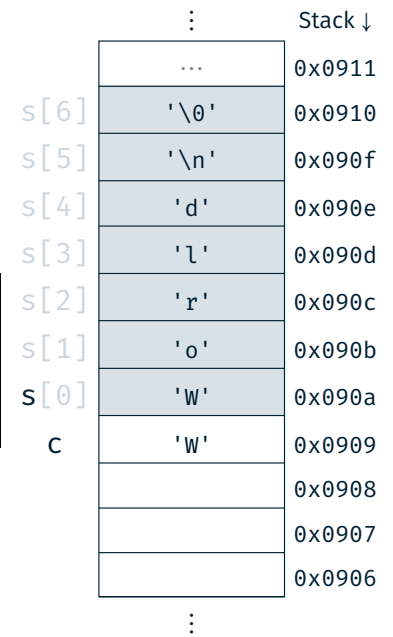 ⋮ Stack ↓
... 0x0911
s[6] '\0' 0x0910
s[5] '\n' 0x090f
s[4] 'd' 0x090e
s[3] 'l' 0x090d
s[2] 'r' 0x090c
s[1] 'o' 0x090b
s[0] 'W' 0x090a
c 'W' 0x0909
0x0908
0x0907
0x0906
⋮